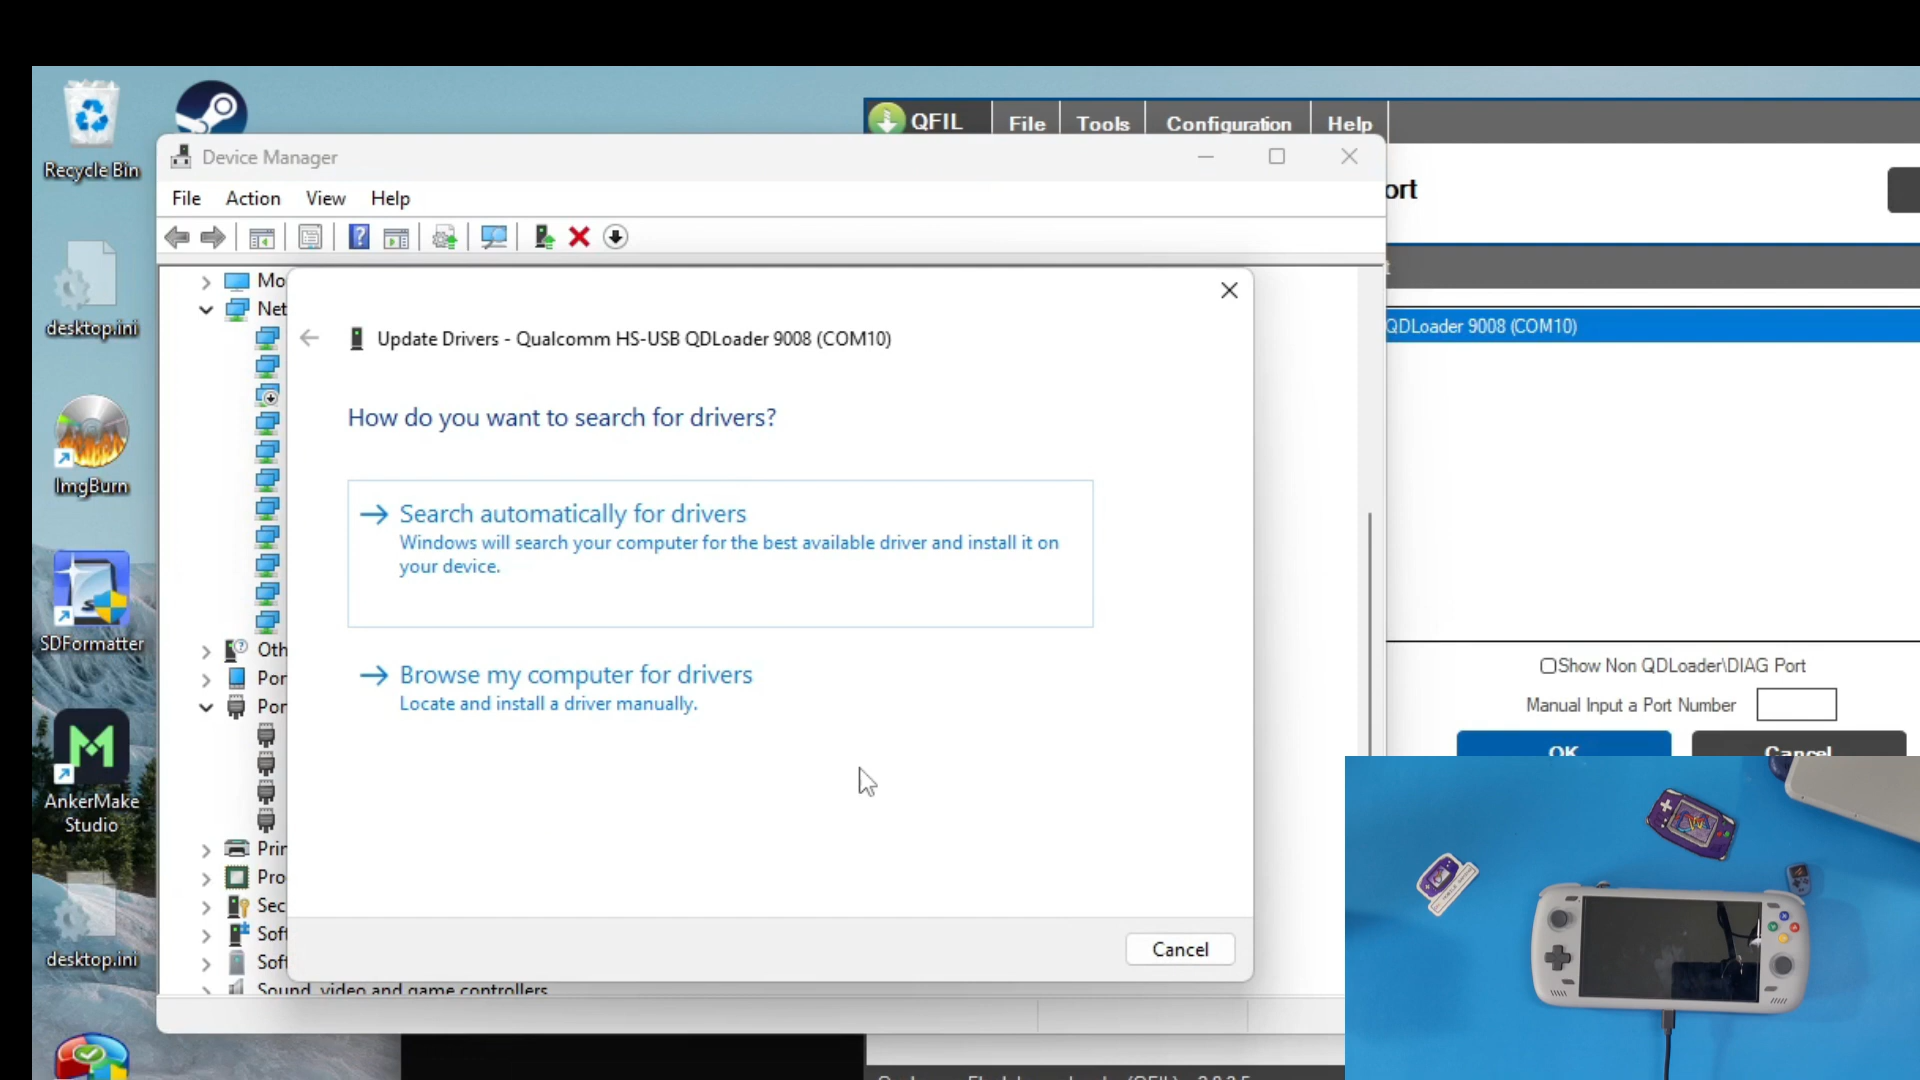 Recycle Bin
desktop.ini
ImgBurn
SDFormatter
AnkerMake
Studio
desktop.ini
QFIL
File
Tools
Configuration
Help
Device Manager
File
Action
View
Help
Mo
Net
Oth
Por
Por
Prin
Pro
Sec
Soft
Soft
Sound, video and game controllers
Update Drivers - Qualcomm HS-USB QDLoader 9008 (COM10)
How do you want to search for drivers?
Search automatically for drivers
Windows will search your computer for the best available driver and install it on
your device.
Browse my computer for drivers
Locate and install a driver manually.
Cancel
ort
QDLoader 9008 (COM10)
Show Non QDLoader\DIAG Port
Manual Input a Port Number
OK
Cancel